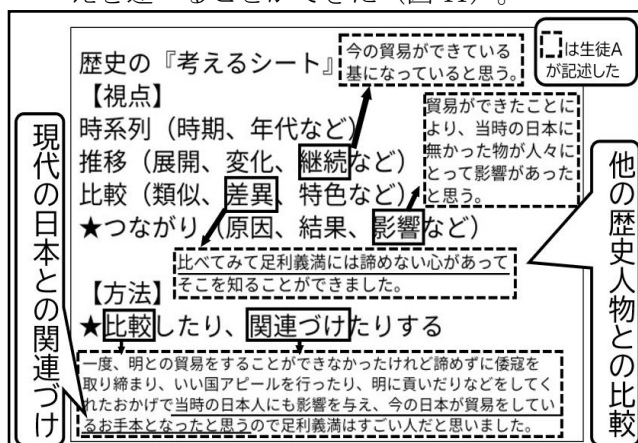 たを述べることができた（図 11）。
歴史の『考えるシート』
今の貿易ができている
基になっていると思う。
は生徒A
が記述した
【視点】
時系列（時期、年代など）
推移（展開、変化、継続など）
比較（類似、差異、特色など）
★つながり（原因、結果、影響など）
貿易ができたことに
より、当時の日本に
無かった物が人々に
とって影響があった
と思う。
比べてみて足利義満には諦めない心があって
そこを知ることができました。
【方法】
★比較したり、関連づけたりする
一度、明との貿易をすることができなかったけれど諦めずに倭寇を
取り締まり、いい国アピールを行ったり、明に貢いだりなどをしてく
れたおかげで当時の日本人にも影響を与え、今の日本が貿易をしてい
るお手本となったと思うので足利義満はすごい人だと思いました。
現代の日本との関連づけ
他の歴史人物との比較